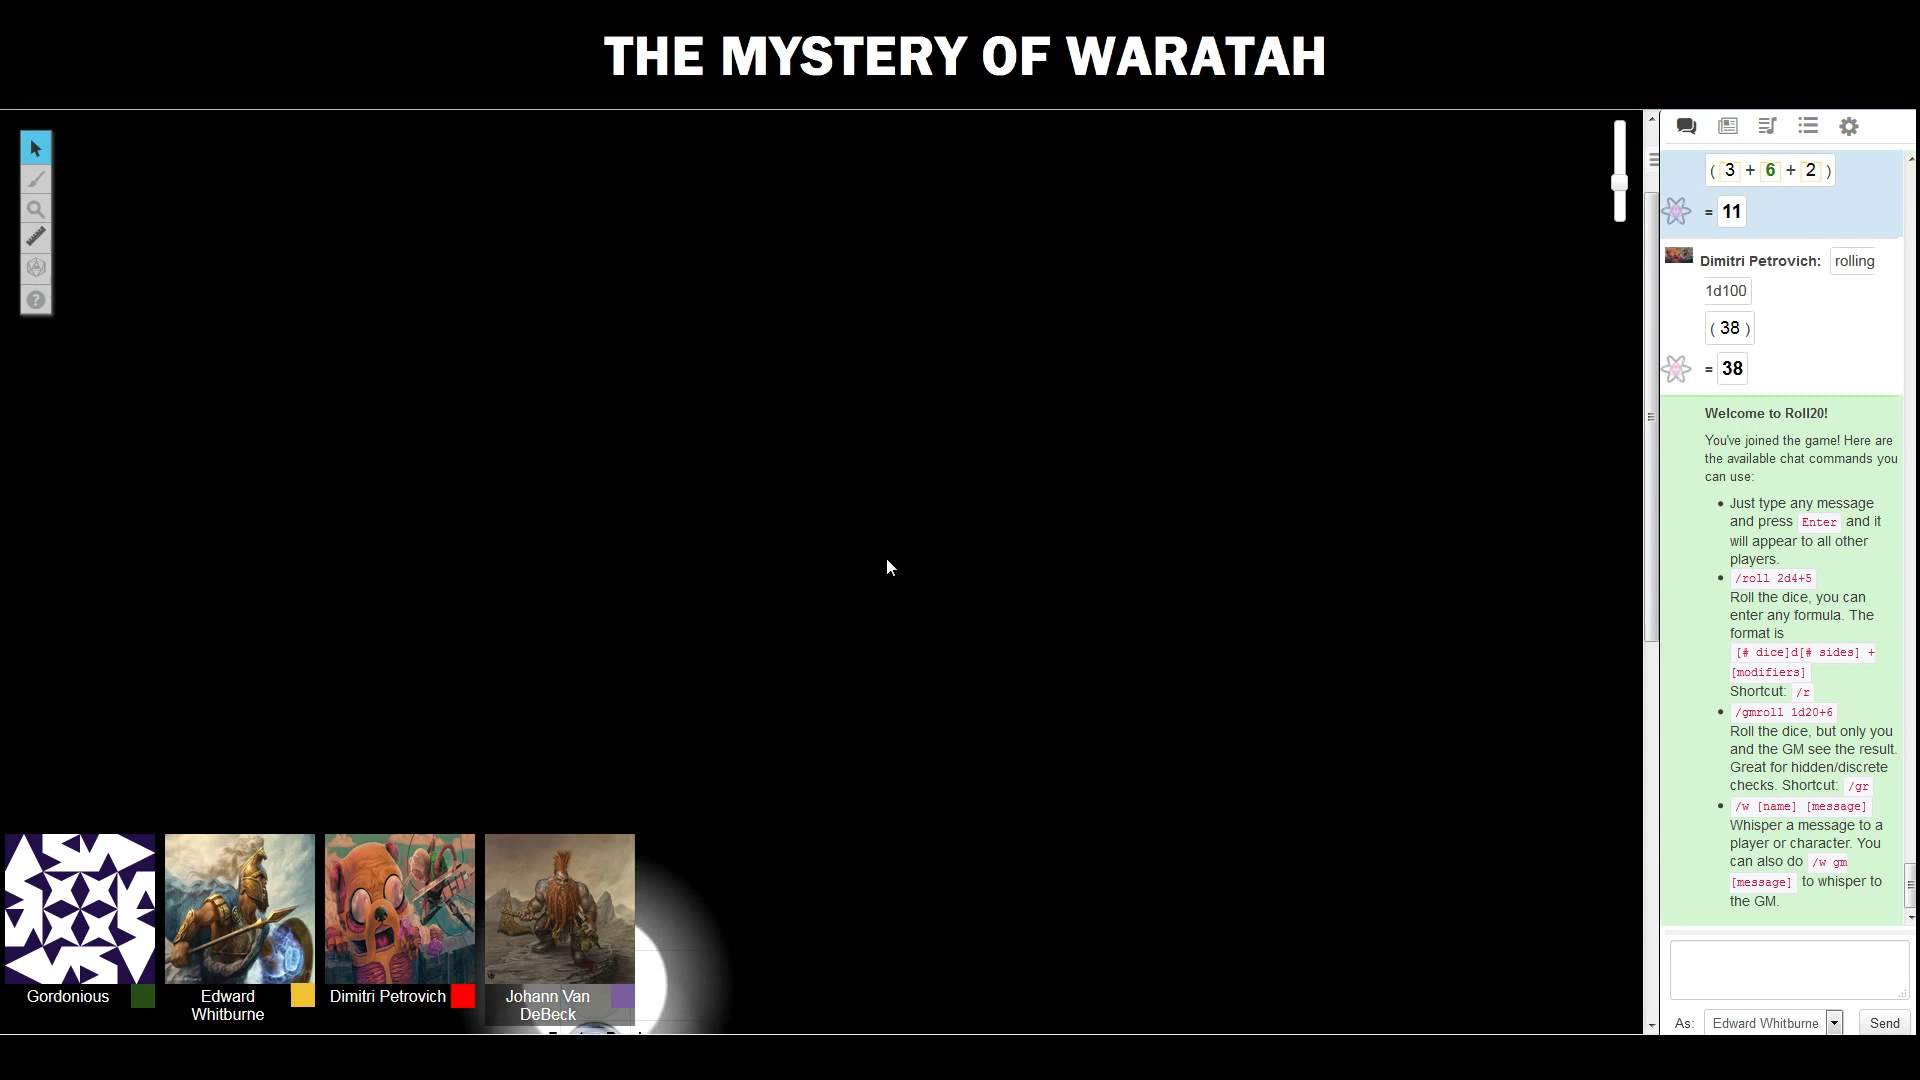 THE MYSTERY OF WARATAH
( 3 + 6 + 2 )
= 11
Dimitri Petrovich: rolling
1d100
( 38 )
= 38
Welcome to Roll20!
You've joined the game! Here are
the available chat commands you
can use:
• Just type any message
and press Enter and it
will appear to all other
players.
• /roll 2d4+5
Roll the dice, you can
enter any formula. The
format is
[# dice]d[# sides] +
[modifiers]
Shortcut: /r
• /gmroll 1d20+6
Roll the dice, but only you
and the GM see the result.
Great for hidden/discrete
checks. Shortcut: /gr
• /w [name] [message]
Whisper a message to a
player or character. You
can also do /w gm
[message] to whisper to
the GM.
Gordonious
Edward
Whitburne
Dimitri Petrovich
Johann Van
DeBeck
As: Edward Whitburne
Send